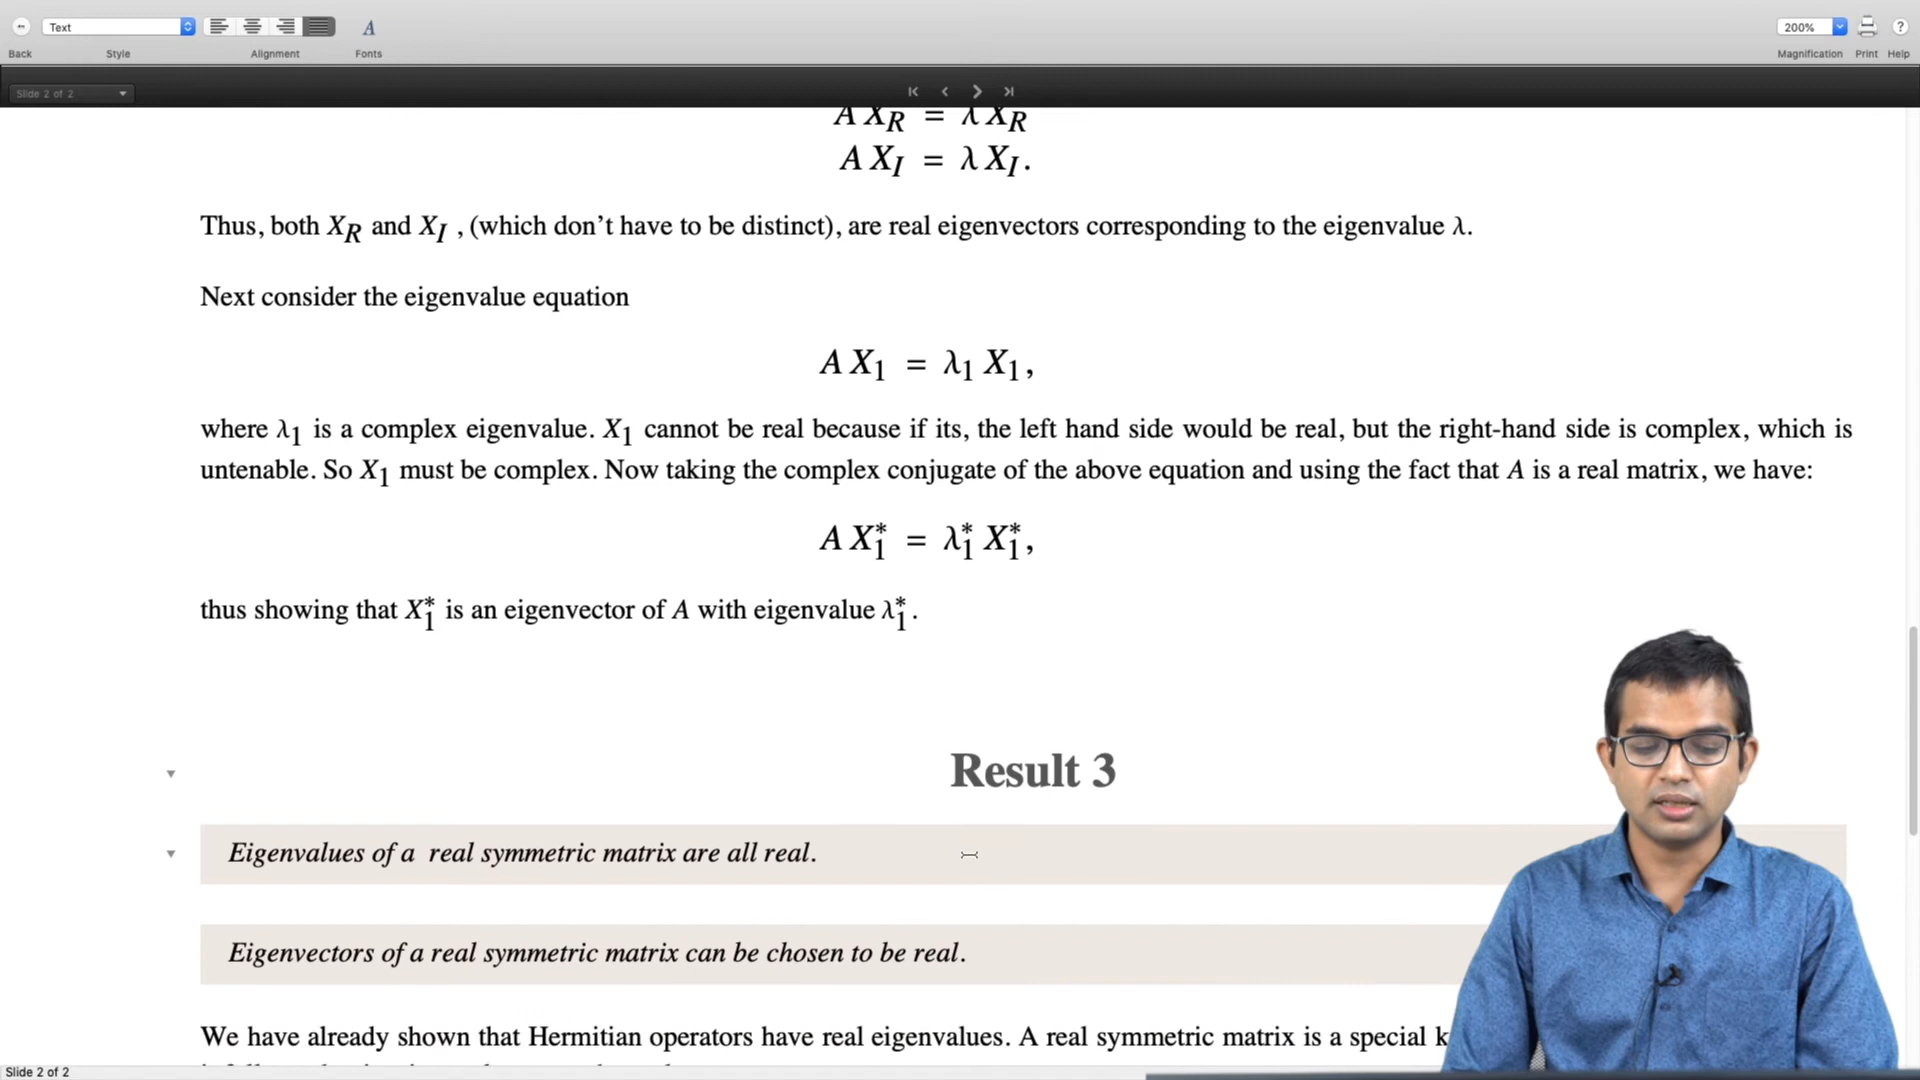 Text
200%
Back
Style
Alignment
Fonts
Magnification
Print
Help
Slide 2 of 2
A X_R = λ X_R
A X_I = λ X_I.
Thus, both X_R and X_I , (which don’t have to be distinct), are real eigenvectors corresponding to the eigenvalue λ.
Next consider the eigenvalue equation
A X_1 = λ_1 X_1,
where λ_1 is a complex eigenvalue. X_1 cannot be real because if its, the left hand side would be real, but the right-hand side is complex, which is
untenable. So X_1 must be complex. Now taking the complex conjugate of the above equation and using the fact that A is a real matrix, we have:
A X_1^* = λ_1^* X_1^*,
thus showing that X_1^* is an eigenvector of A with eigenvalue λ_1^*.
Result 3
Eigenvalues of a real symmetric matrix are all real.
Eigenvectors of a real symmetric matrix can be chosen to be real.
We have already shown that Hermitian operators have real eigenvalues. A real symmetric matrix is a special
Slide 2 of 2